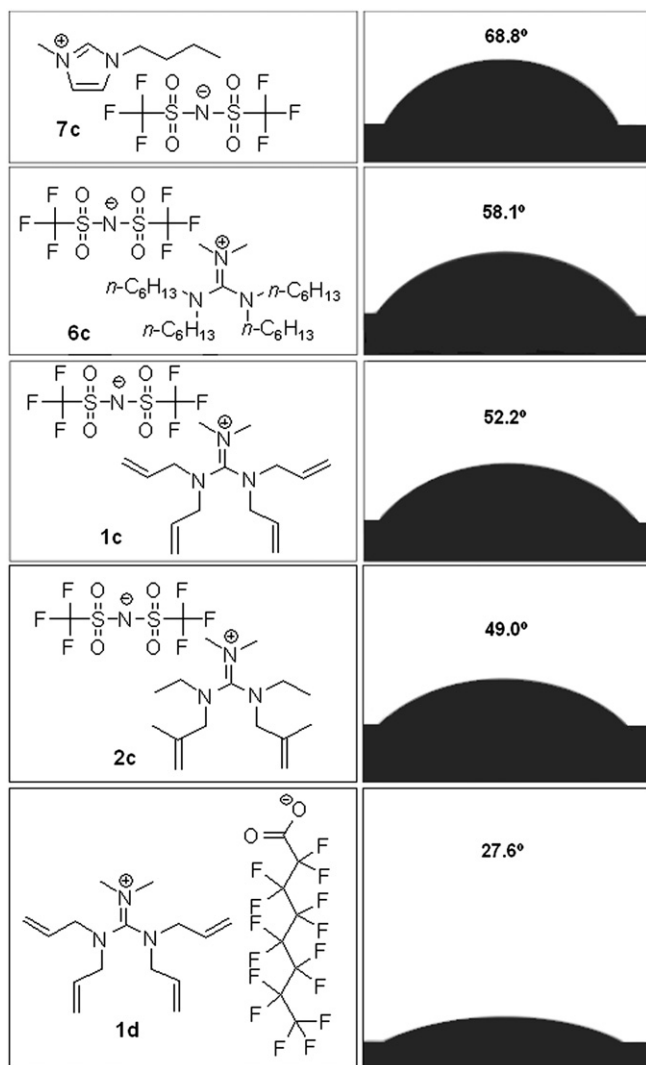 68.8º
⊕
N N
⊖
F O O F
F S N S F
F O O F
7c
58.1º
⊖
F O O F
F S N S F
F O O F
⊕
N
n-C6H13 N N n-C6H13
n-C6H13 n-C6H13
6c
52.2º
⊖
F O O F
F S N S F
F O O F
⊕
N
N N
1c
49.0º
⊖
F O O F
F S N S F
F O O F
⊕
N
N N
2c
27.6º
⊖
O
O F
F F
F F
F F
F F
F F
F F
F F
⊕
N
N N
1d